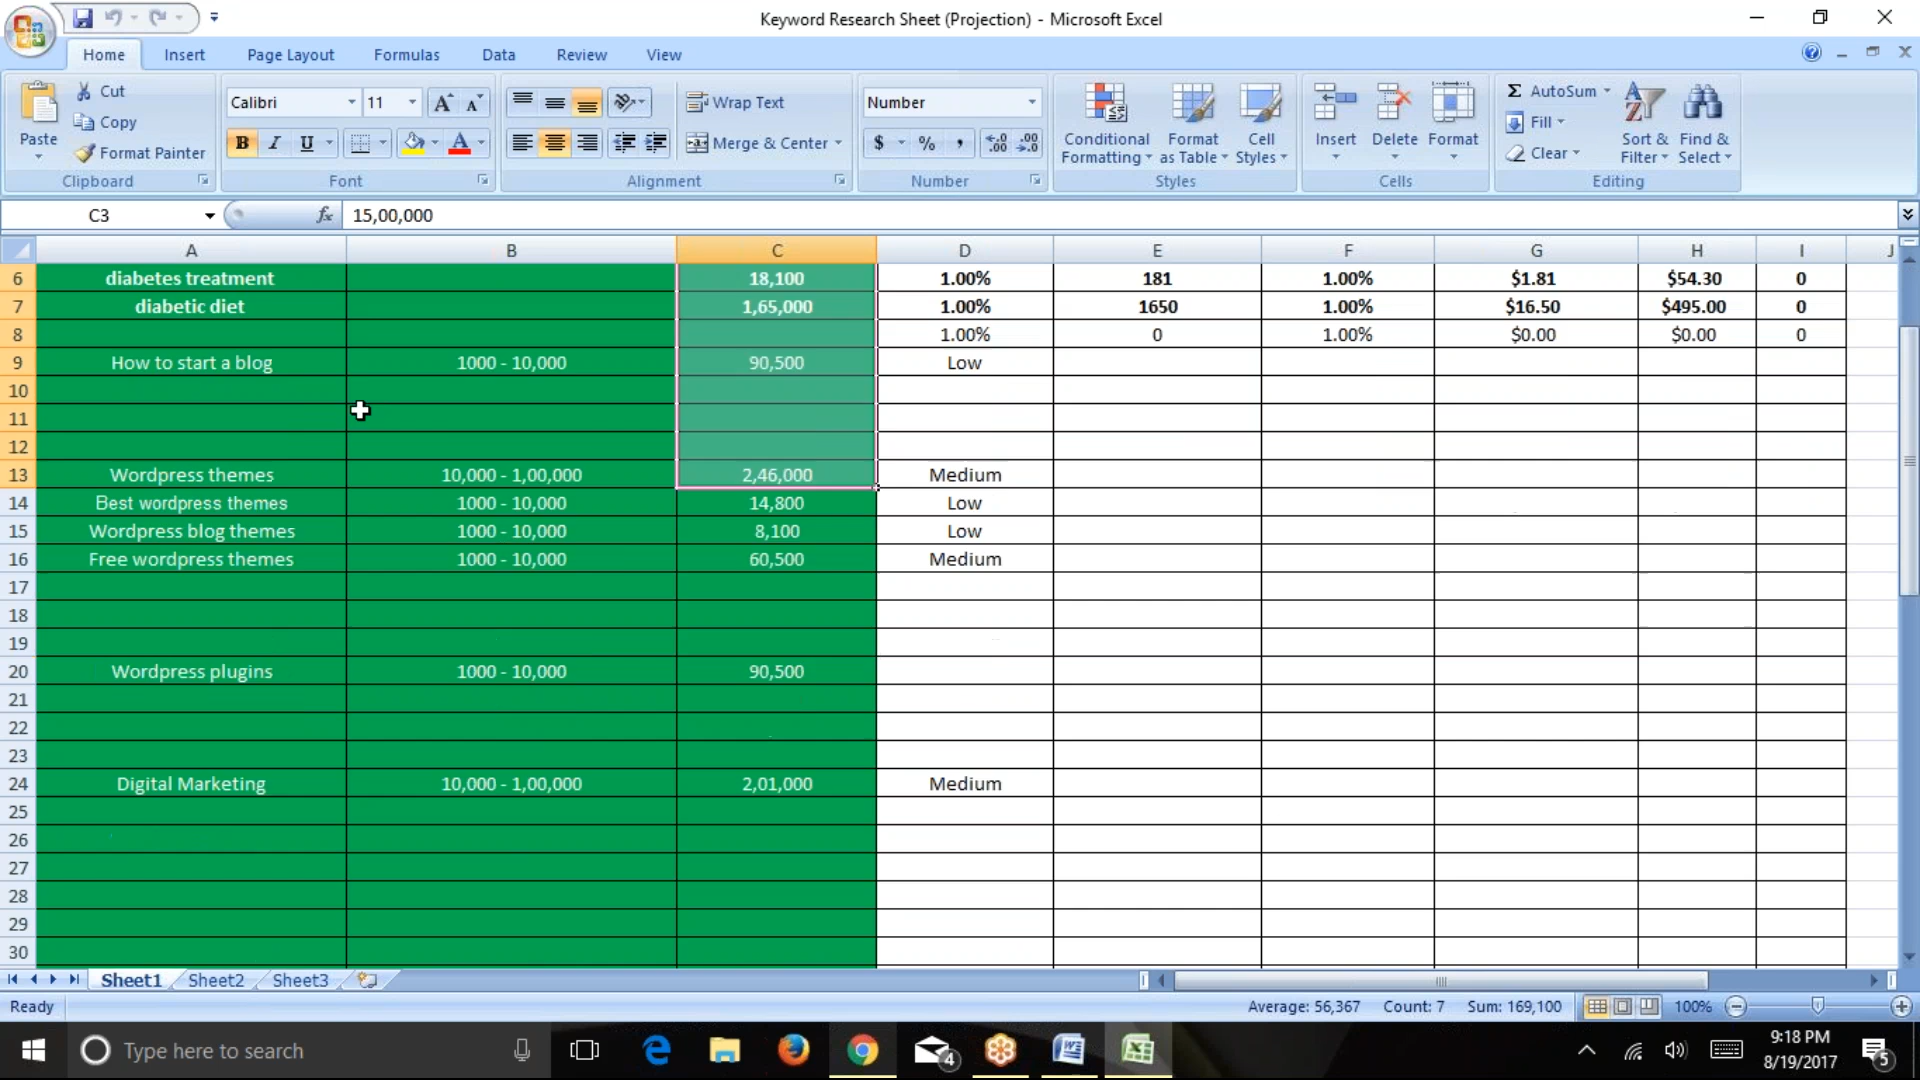 Keyword Research Sheet (Projection) - Microsoft Excel
Home Insert Page Layout Formulas Data Review View
Paste Cut Copy Format Painter Clipboard
Calibri 11 B I U A A A Font
Wrap Text Merge & Center Alignment
Number $ % , .00 .00 Number
Conditional Formatting Format as Table Cell Styles Styles
Insert Delete Format Cells
Σ AutoSum Fill Clear Sort & Filter Find & Select Editing
C3 fx 15,00,000
A B C D E F G H I J
6 diabetes treatment 18,100 1.00% 181 1.00% $1.81 $54.30 0
7 diabetic diet 1,65,000 1.00% 1650 1.00% $16.50 $495.00 0
8 1.00% 0 1.00% $0.00 $0.00 0
9 How to start a blog 1000 - 10,000 90,500 Low
10
11
12
13 Wordpress themes 10,000 - 1,00,000 2,46,000 Medium
14 Best wordpress themes 1000 - 10,000 14,800 Low
15 Wordpress blog themes 1000 - 10,000 8,100 Low
16 Free wordpress themes 1000 - 10,000 60,500 Medium
17
18
19
20 Wordpress plugins 1000 - 10,000 90,500
21
22
23
24 Digital Marketing 10,000 - 1,00,000 2,01,000 Medium
25
26
27
28
29
30
Sheet1 Sheet2 Sheet3
Ready Average: 56,367 Count: 7 Sum: 169,100 100%
Type here to search 4 9:18 PM
8/19/2017 5